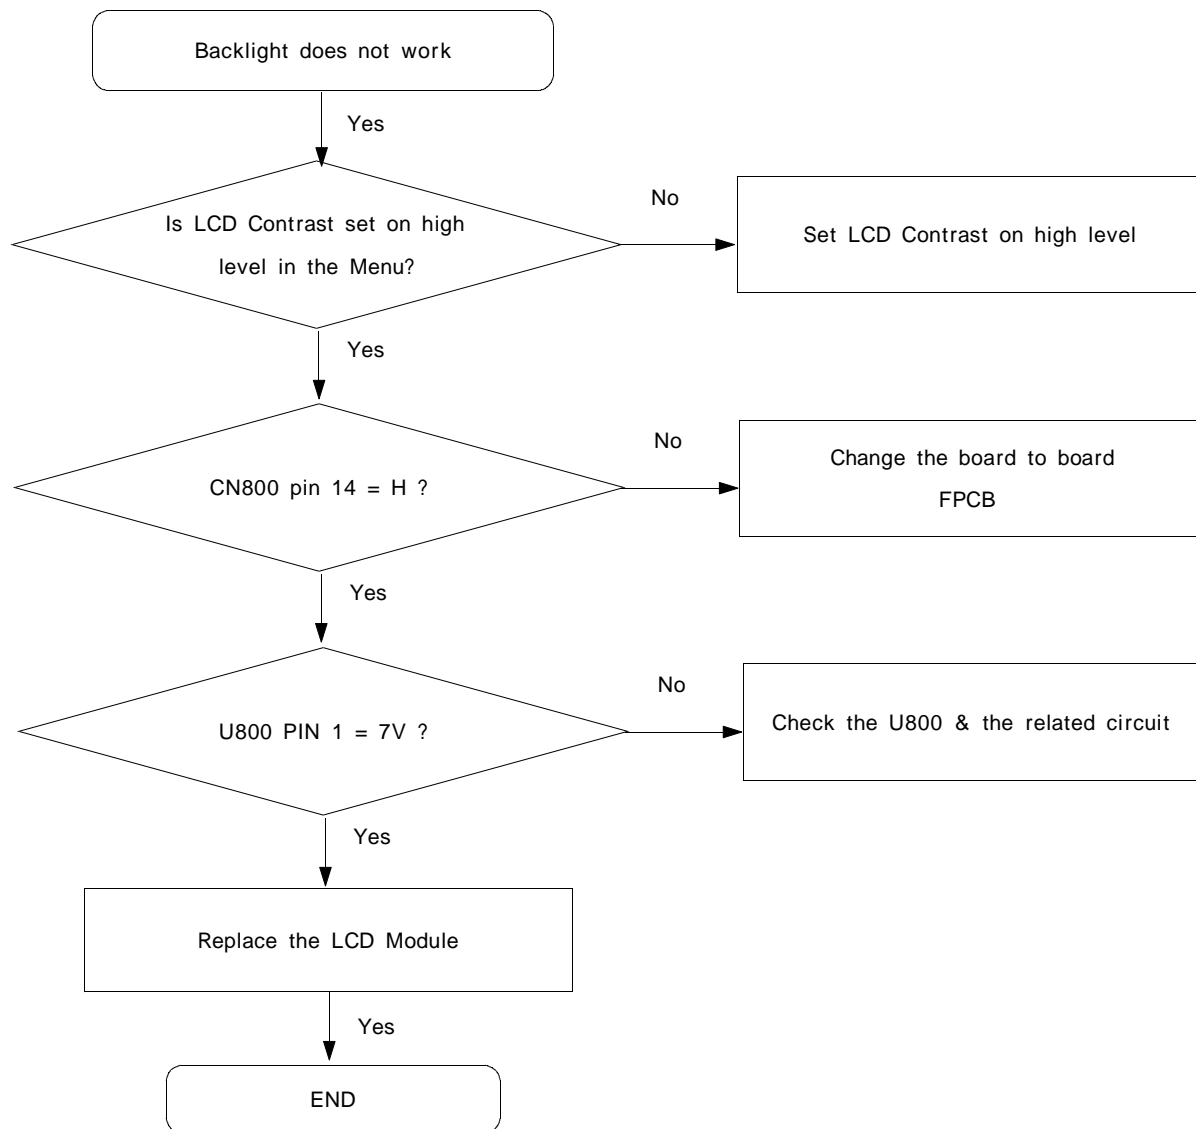 Backlight does not work
Yes
Is LCD Contrast set on high
level in the Menu?
No
Set LCD Contrast on high level
Yes
CN800 pin 14 = H ?
No
Change the board to board
FPCB
Yes
U800 PIN 1 = 7V ?
No
Check the U800 & the related circuit
Yes
Replace the LCD Module
Yes
END